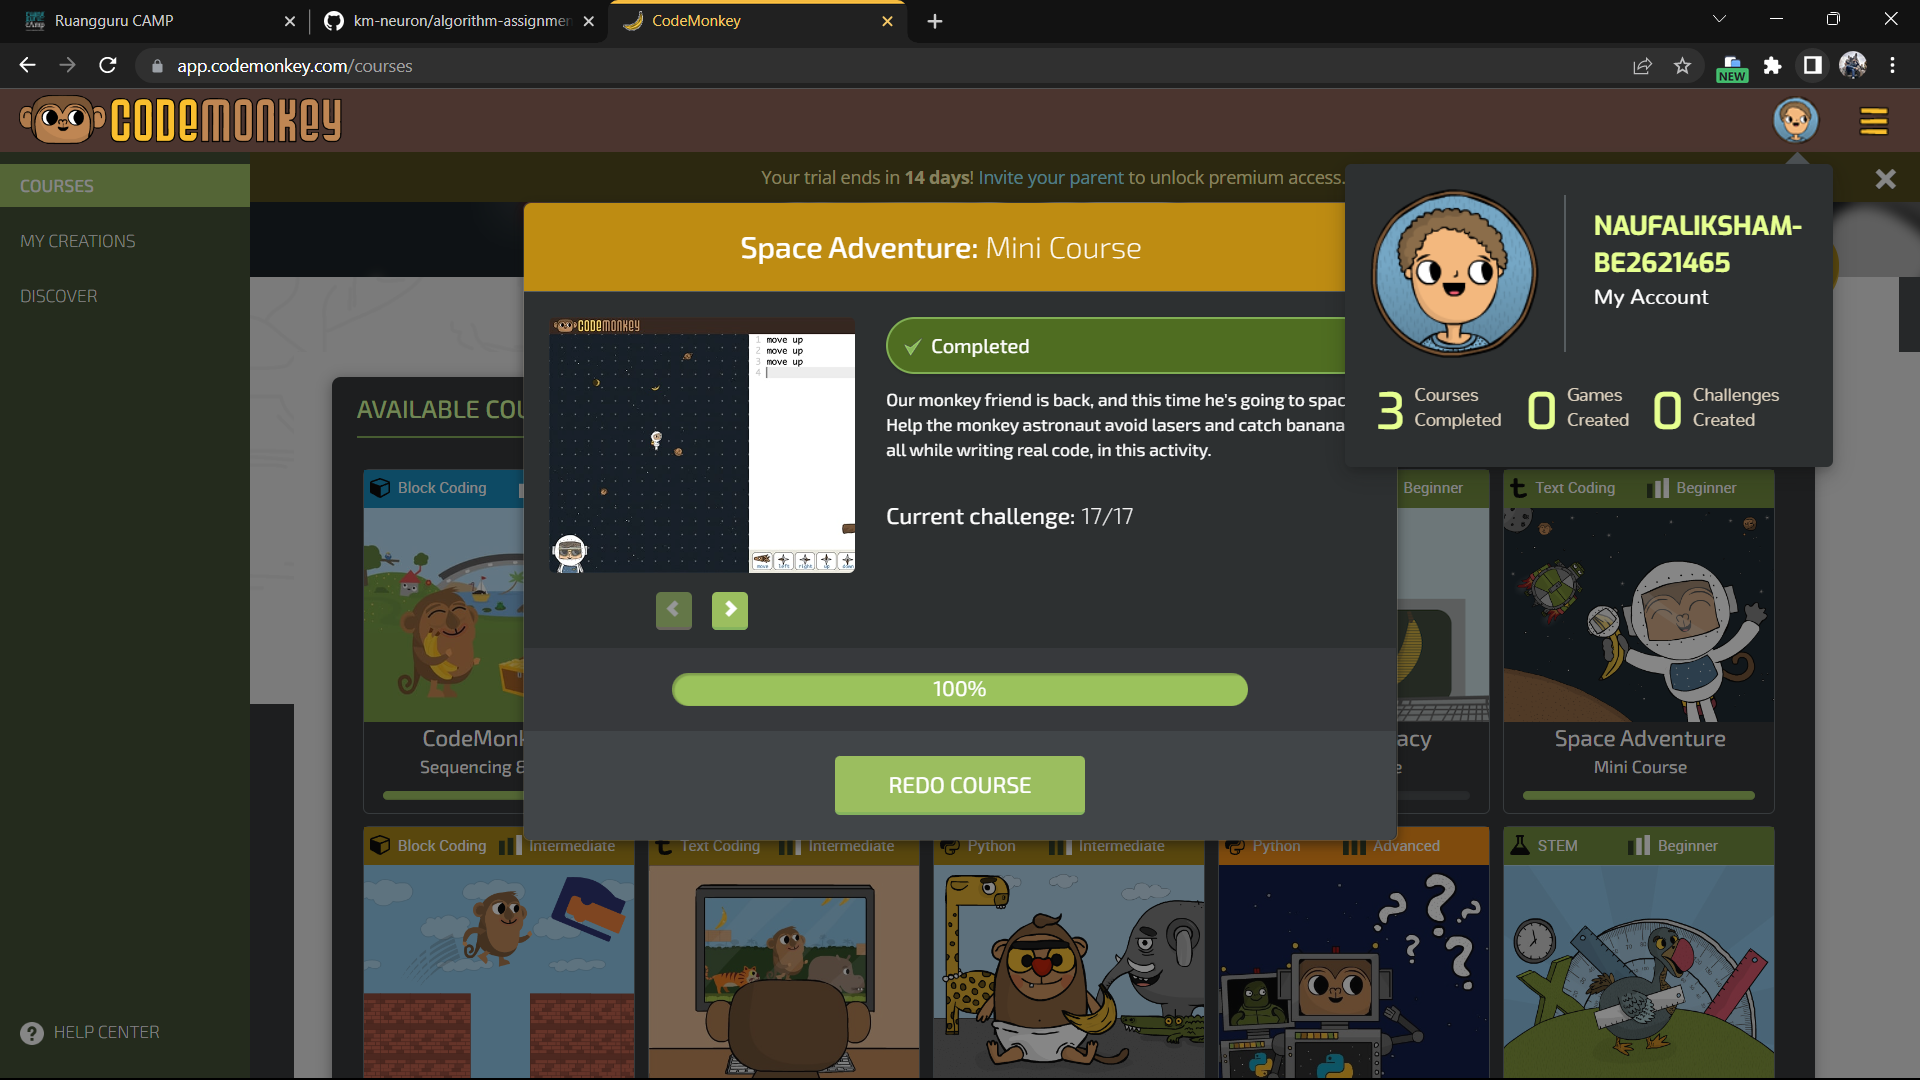 Ruangguru CAMP
km-neuron/algorithm-assignmen
CodeMonkey
app.codemonkey.com/courses
NEW
CODEMONKEY
COURSES
MY CREATIONS
DISCOVER
HELP CENTER
Your trial ends in 14 days! Invite your parent to unlock premium access.
NAUFALIKSHAM-
BE2621465
My Account
3 Courses Completed
0 Games Created
0 Challenges Created
Space Adventure: Mini Course
CODEMONKEY
1 move up
2 move up
3 move up
4
move left right up down
Completed
Our monkey friend is back, and this time he's going to spac
Help the monkey astronaut avoid lasers and catch banana
all while writing real code, in this activity.
Current challenge: 17/17
100%
REDO COURSE
AVAILABLE COU
Block Coding
Beginner
Text Coding Beginner
CodeMonk
Sequencing &
acy
Space Adventure
Mini Course
Block Coding Intermediate
Text Coding Intermediate
Python Intermediate
Python Advanced
STEM Beginner